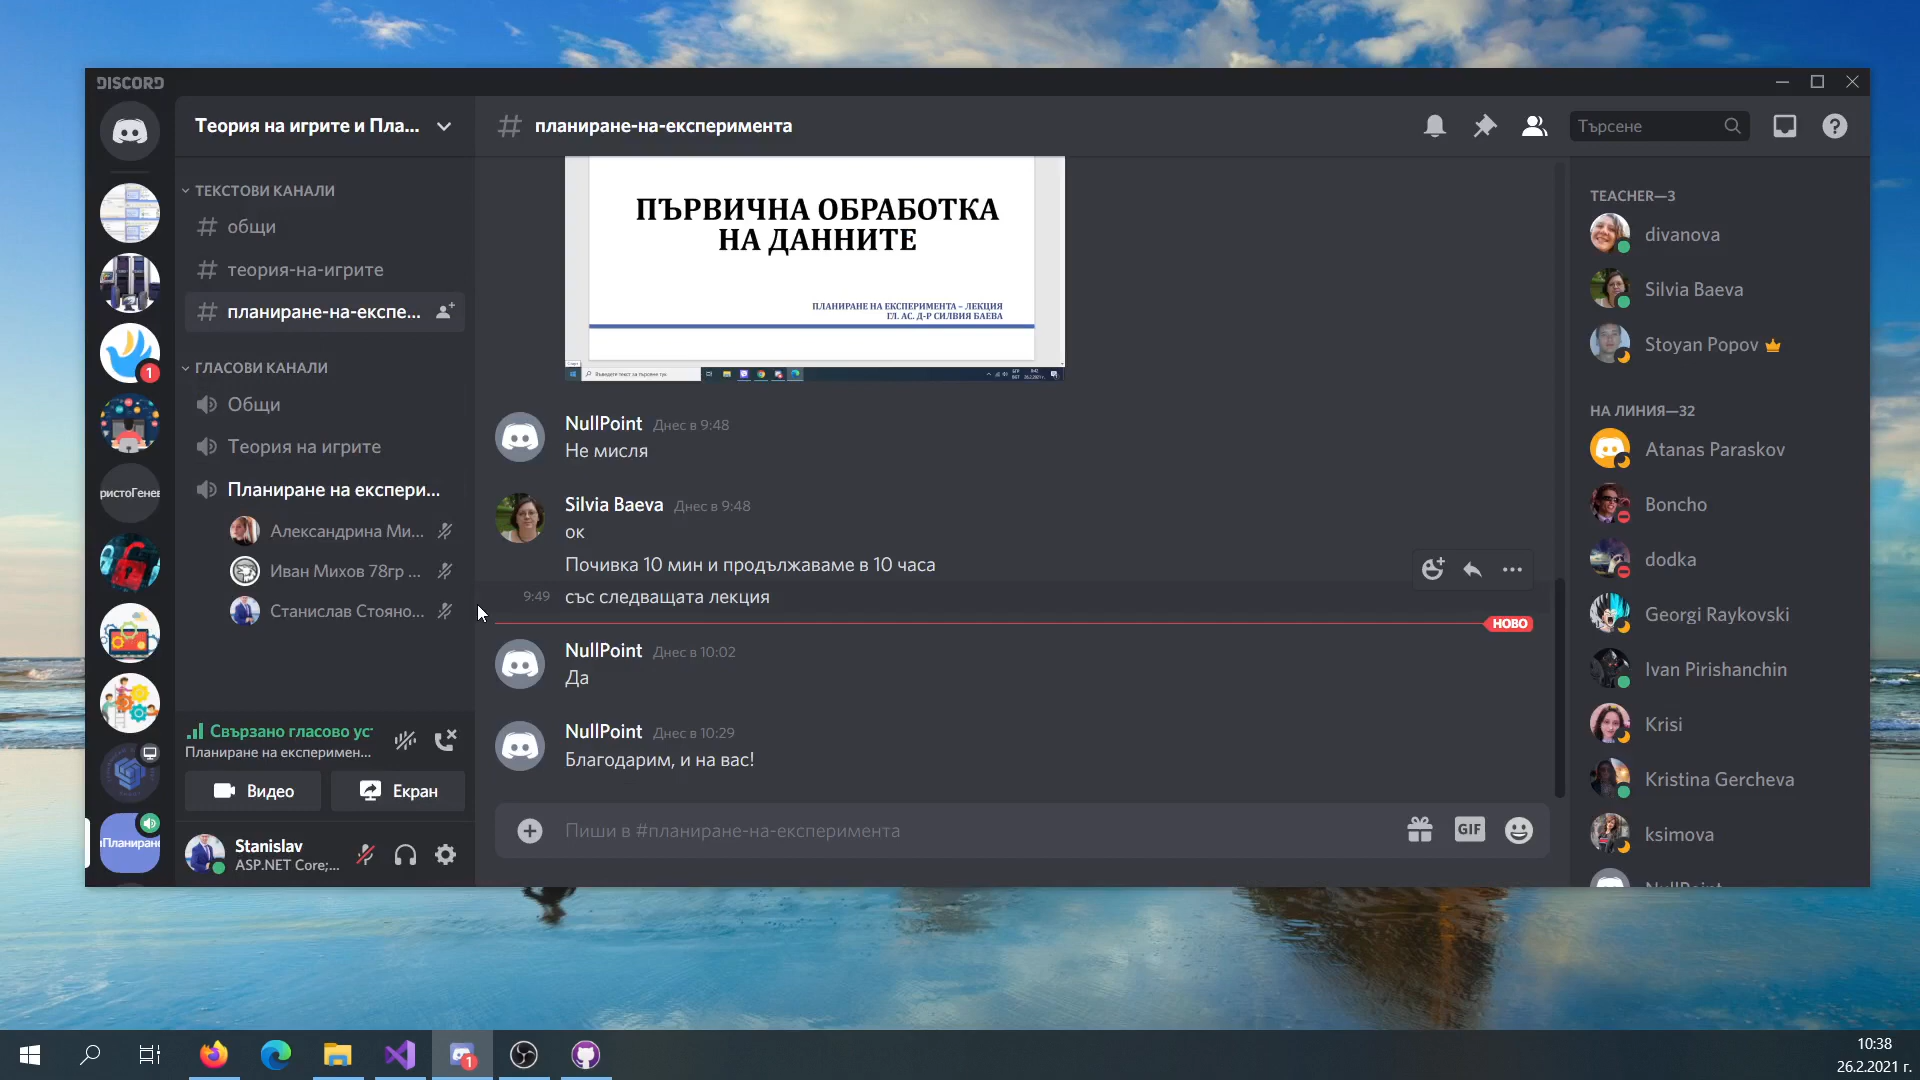 DISCORD
Теория на игрите и Пла...
планиране-на-експеримента
Търсене
ТЕКСТОВИ КАНАЛИ
общи
теория-на-игрите
планиране-на-експе...
ГЛАСОВИ КАНАЛИ
Общи
Теория на игрите
Планиране на експери...
Александрина Ми...
Иван Михов 78гр ...
Станислав Стояно...
1
ристоГенев
Планиране
Свързано гласово ус
Планиране на експеримен...
Видео
Екран
Stanislav
ASP.NET Core;...
ПЪРВИЧНА ОБРАБОТКА
НА ДАННИТЕ
ПЛАНИРАНЕ НА ЕКСПЕРИМЕНТА – ЛЕКЦИЯ
ГЛ. АС. Д-Р СИЛВИЯ БАЕВА
NullPoint Днес в 9:48
Не мисля
Silvia Baeva Днес в 9:48
ок
Почивка 10 мин и продължаваме в 10 часа
9:49 със следващата лекция
НОВО
NullPoint Днес в 10:02
Да
NullPoint Днес в 10:29
Благодарим, и на вас!
Пиши в #планиране-на-експеримента
GIF
TEACHER—3
divanova
Silvia Baeva
Stoyan Popov
НА ЛИНИЯ—32
Atanas Paraskov
Boncho
dodka
Georgi Raykovski
Ivan Pirishanchin
Krisi
Kristina Gercheva
ksimova
NullPoint
1
10:38
26.2.2021 г.